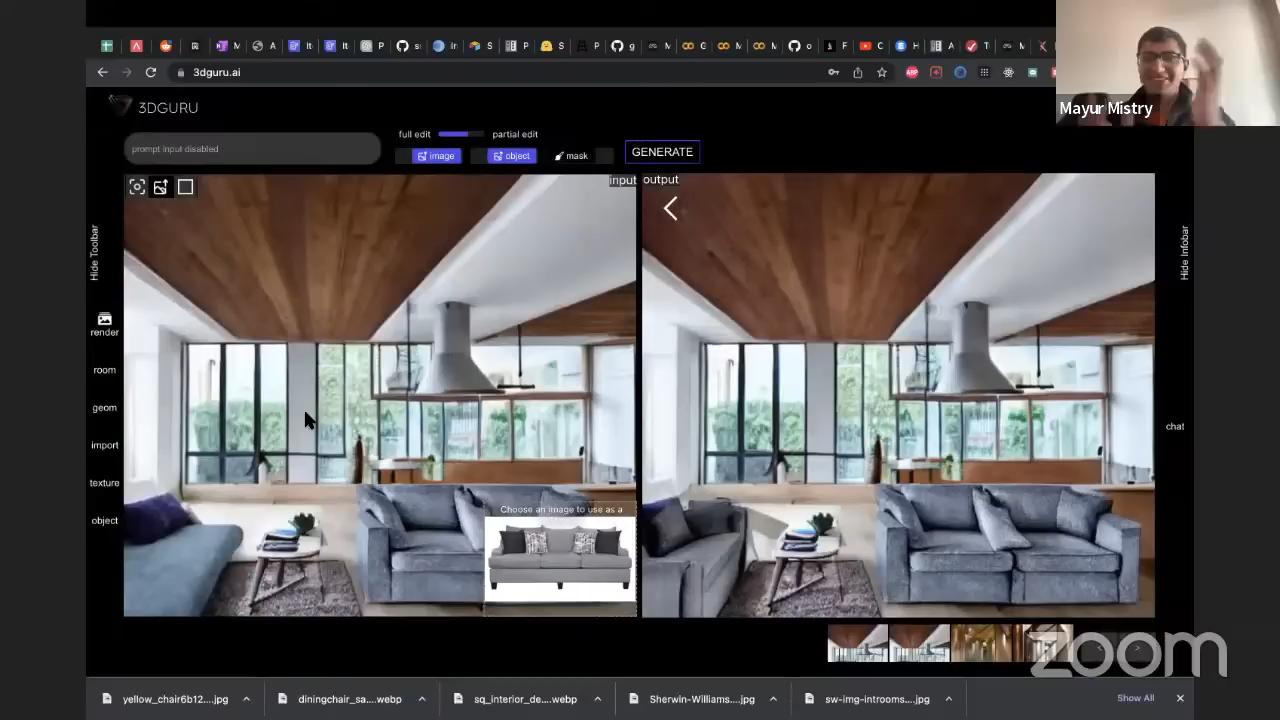 3dguru.ai
Mayur Mistry
3DGURU
full edit
partial edit
prompt input disabled
image
object
mask
GENERATE
input
output
Hide Toolbar
Hide Infobar
render
room
geom
import
texture
object
chat
Choose an image to use as a
zoom
yellow_chair6b12....jpg
diningchair_sa....webp
sq_interior_de....webp
Sherwin-Williams....jpg
sw-img-introoms....jpg
Show All